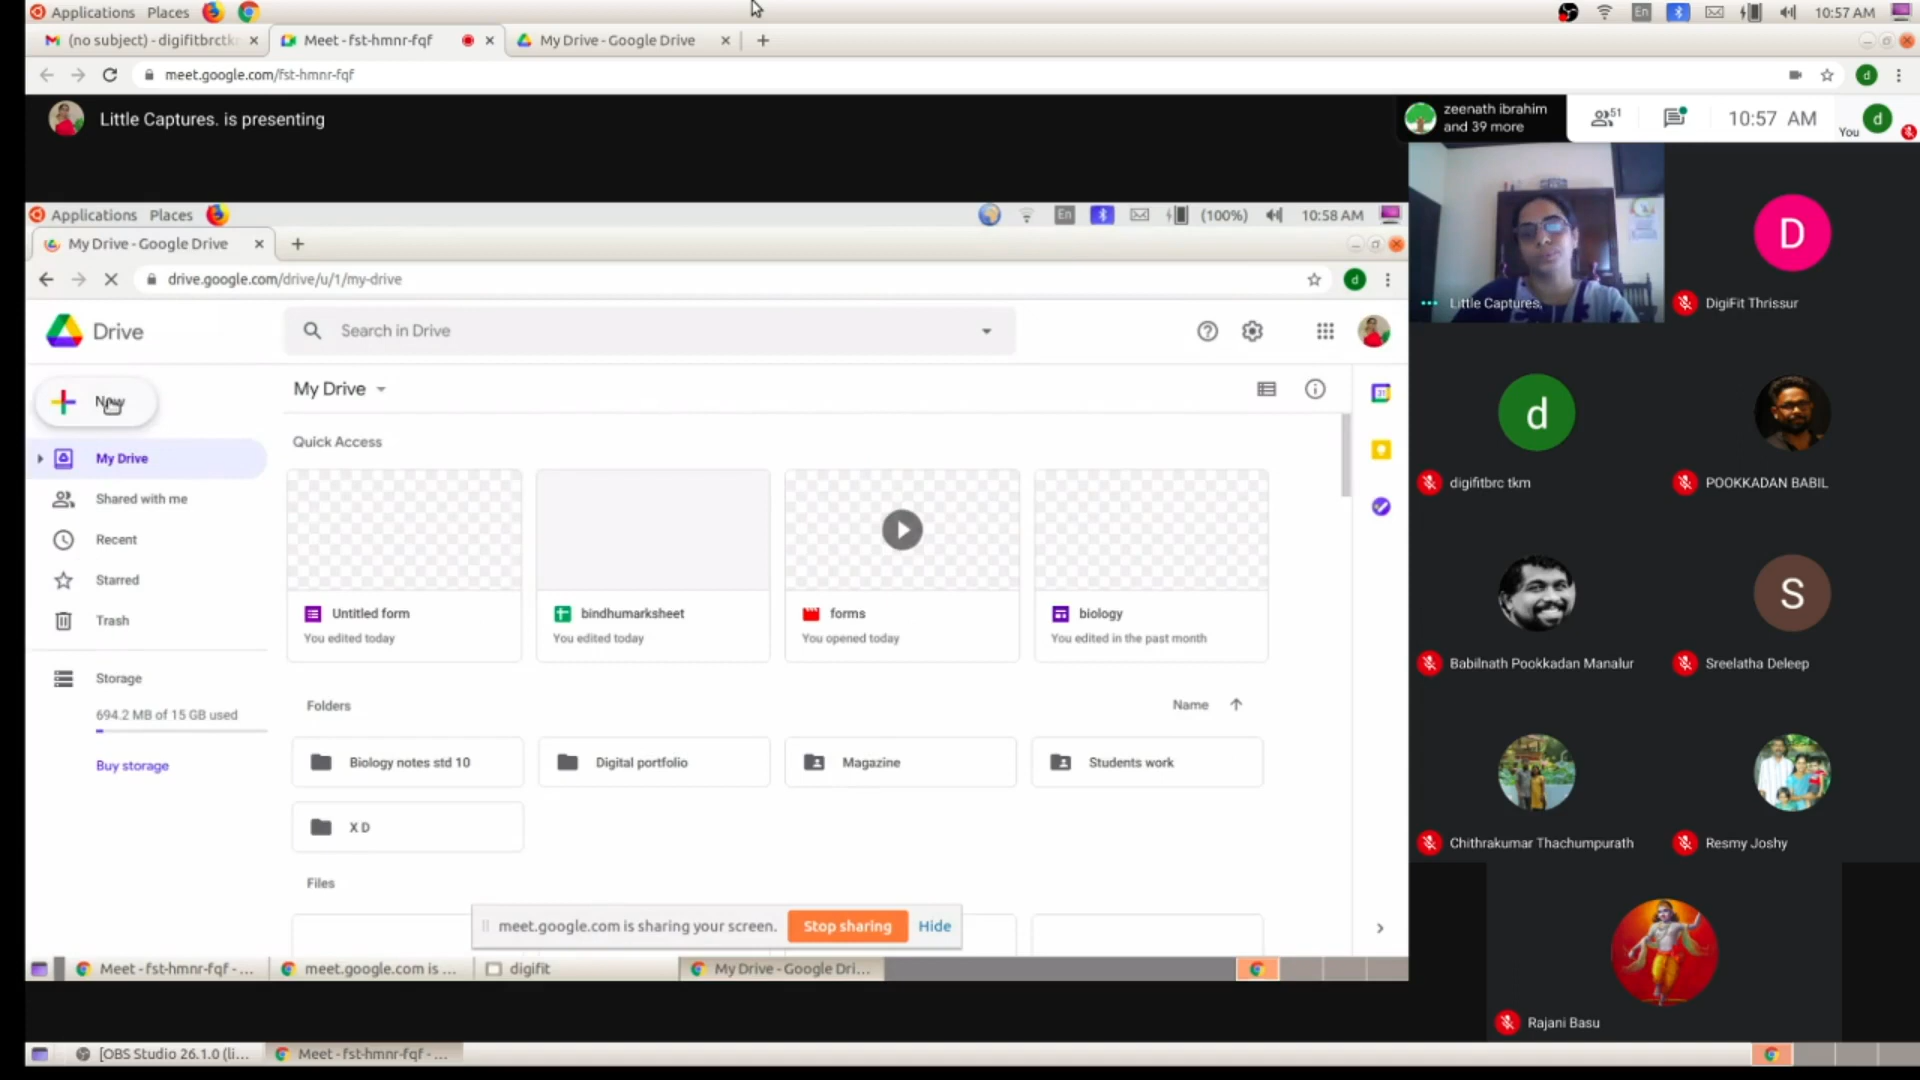 Applications Places
En
10:57 AM
(no subject) - digifitbrctk
Meet - fst-hmnr-fqf
My Drive - Google Drive
meet.google.com/fst-hmnr-fqf
d
Little Captures. is presenting
zeenath ibrahim
and 39 more
51
10:57 AM
You
d
Applications Places
En
(100%)
10:58 AM
My Drive - Google Drive
drive.google.com/drive/u/1/my-drive
d
Drive
Search in Drive
New
My Drive
31
My Drive
Shared with me
Recent
Starred
Trash
Storage
694.2 MB of 15 GB used
Buy storage
Quick Access
Untitled form
You edited today
bindhumarksheet
You edited today
forms
You opened today
biology
You edited in the past month
Folders
Name
Biology notes std 10
Digital portfolio
Magazine
Students work
X D
Files
meet.google.com is sharing your screen.
Stop sharing
Hide
Meet - fst-hmnr-fqf - ...
meet.google.com is ...
digifit
My Drive - Google Dri...
Little Captures.
D
DigiFit Thrissur
d
digifitbrc tkm
POOKKADAN BABIL
Babilnath Pookkadan Manalur
S
Sreelatha Deleep
Chithrakumar Thachumpurath
Resmy Joshy
Rajani Basu
[OBS Studio 26.1.0 (li...
Meet - fst-hmnr-fqf - ...